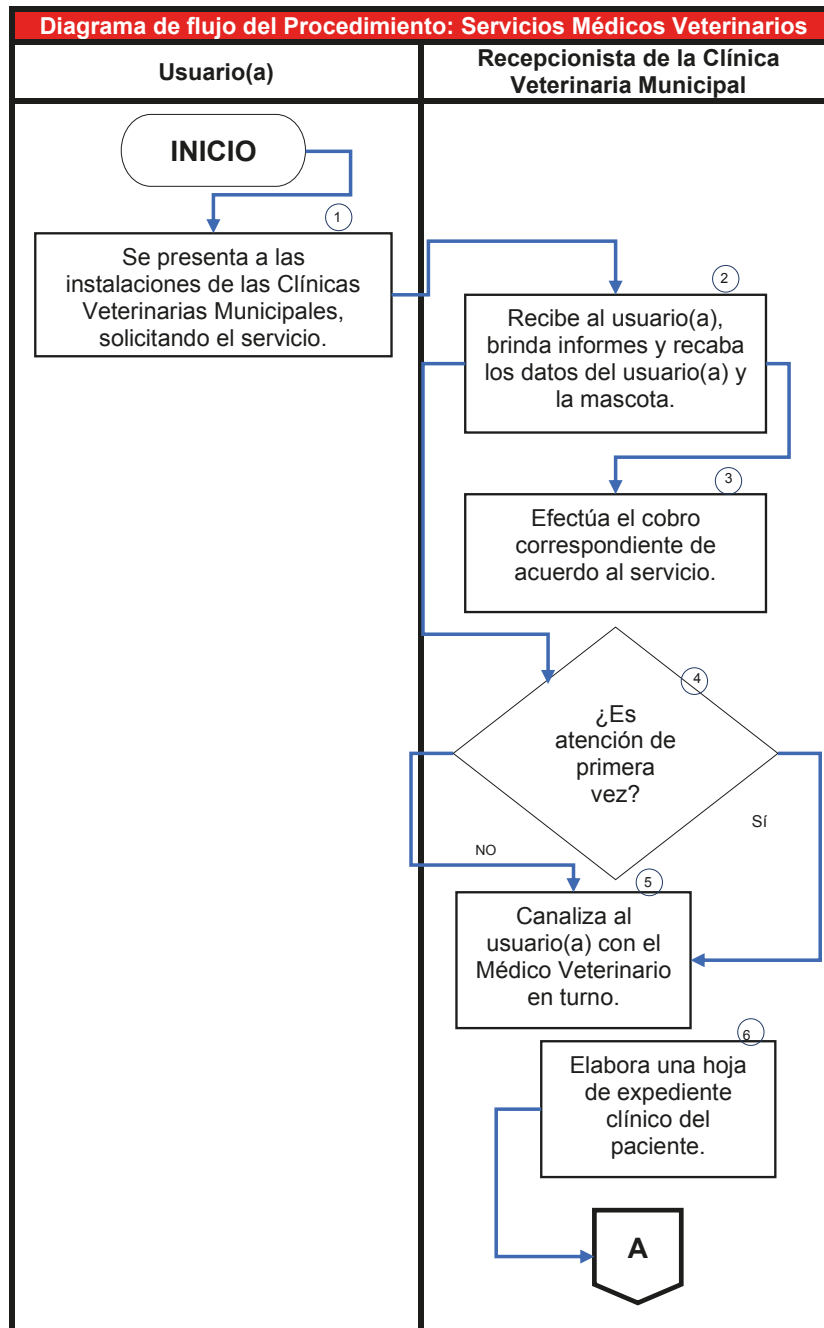 Diagrama de flujo del Procedimiento: Servicios Médicos Veterinarios
Usuario(a)
Recepcionista de la Clínica
Veterinaria Municipal
INICIO
1
Se presenta a las
instalaciones de las Clínicas
Veterinarias Municipales,
solicitando el servicio.
2
Recibe al usuario(a),
brinda informes y recaba
los datos del usuario(a) y
la mascota.
3
Efectúa el cobro
correspondiente de
acuerdo al servicio.
4
¿Es
atención de
primera
vez?
Sí
NO
5
Canaliza al
usuario(a) con el
Médico Veterinario
en turno.
6
Elabora una hoja
de expediente
clínico del
paciente.
A